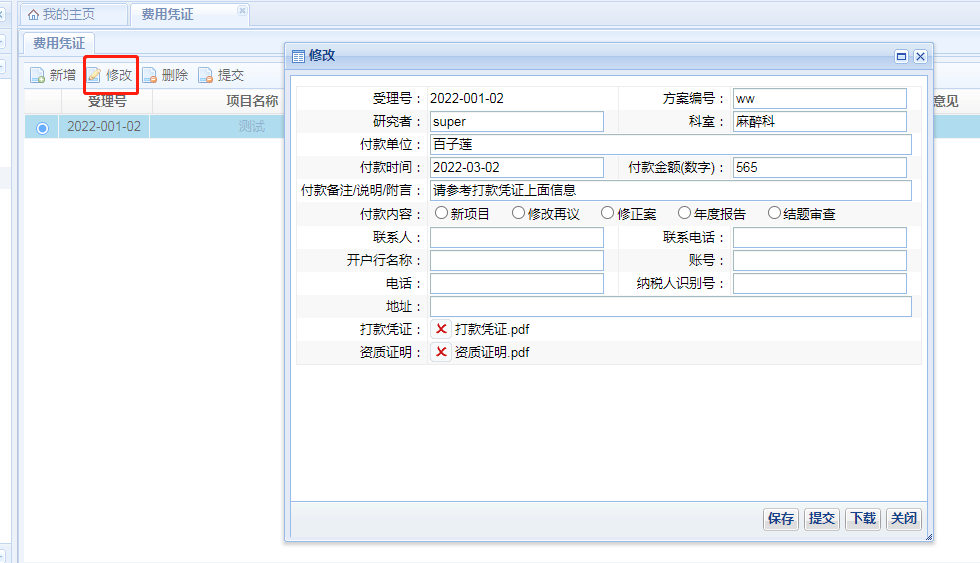 我的主页 费用凭证
费用凭证
新增 修改 删除 提交
受理号 项目名称 意见
2022-001-02 测试
修改
受理号： 2022-001-02 方案编号： ww
研究者： super 科室： 麻醉科
付款单位： 百子莲
付款时间： 2022-03-02 付款金额(数字)： 565
付款备注/说明/附言： 请参考打款凭证上面信息
付款内容： 新项目 修改再议 修正案 年度报告 结题审查
联系人： 联系电话：
开户行名称： 账号：
电话： 纳税人识别号：
地址：
打款凭证： 打款凭证.pdf
资质证明： 资质证明.pdf
保存 提交 下载 关闭